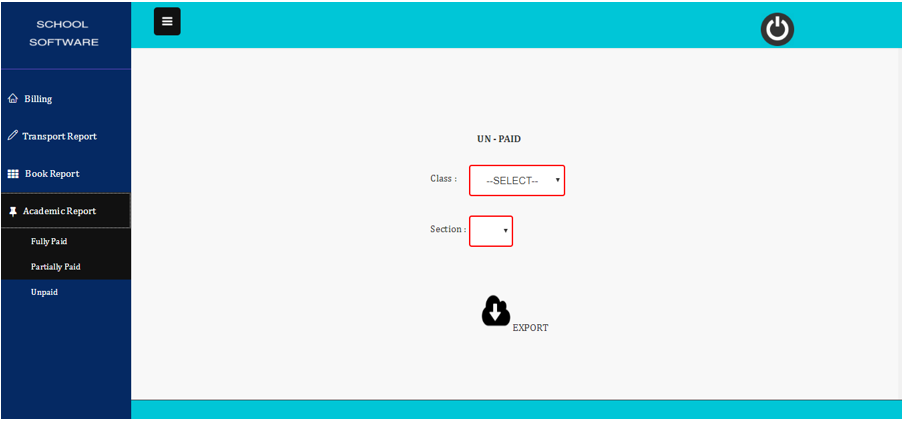 SCHOOL
SOFTWARE
Billing
Transport Report
Book Report
Academic Report
Fully Paid
Partially Paid
Unpaid
UN - PAID
Class :
--SELECT--
Section :
EXPORT